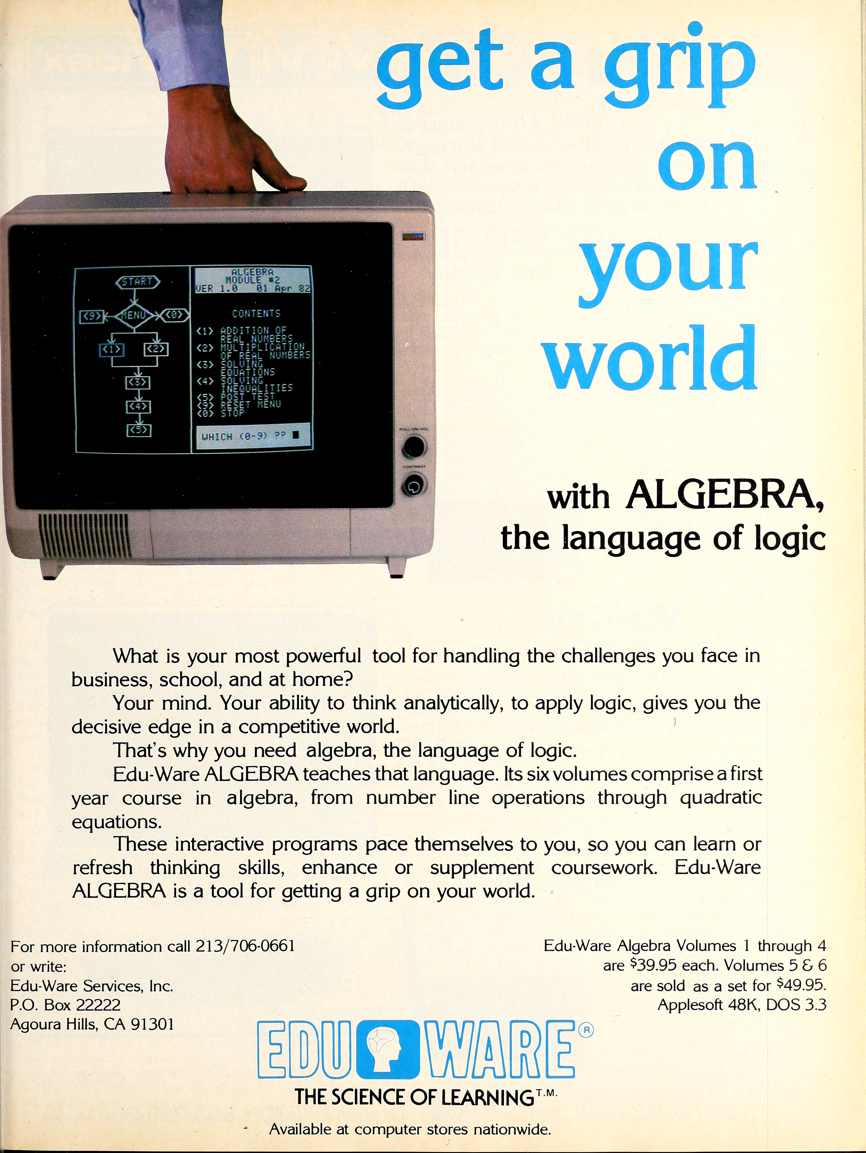 get a grip
on
your
world
START
<9> MENU <0>
<1> <2>
<3>
<4>
<5>
ALGEBRA
MODULE #2
VER 1.0 01 Apr 82
CONTENTS
<1> ADDITION OF
REAL NUMBERS
<2> MULTIPLICATION
OF REAL NUMBERS
<3> SOLVING
EQUATIONS
<4> SOLVING
INEQUALITIES
<5> POST TEST
<9> RESET MENU
<0> STOP
WHICH (0-9) ??
CONTRAST
with ALGEBRA,
the language of logic
What is your most powerful tool for handling the challenges you face in
business, school, and at home?
Your mind. Your ability to think analytically, to apply logic, gives you the
decisive edge in a competitive world.
That's why you need algebra, the language of logic.
Edu-Ware ALGEBRA teaches that language. Its six volumes comprise a first
year course in algebra, from number line operations through quadratic
equations.
These interactive programs pace themselves to you, so you can learn or
refresh thinking skills, enhance or supplement coursework. Edu-Ware
ALGEBRA is a tool for getting a grip on your world.
For more information call 213/706-0661
or write:
Edu-Ware Services, Inc.
P.O. Box 22222
Agoura Hills, CA 91301
Edu-Ware Algebra Volumes 1 through 4
are $39.95 each. Volumes 5 & 6
are sold as a set for $49.95.
Applesoft 48K, DOS 3.3
EDU WARE®
THE SCIENCE OF LEARNING T.M.
Available at computer stores nationwide.